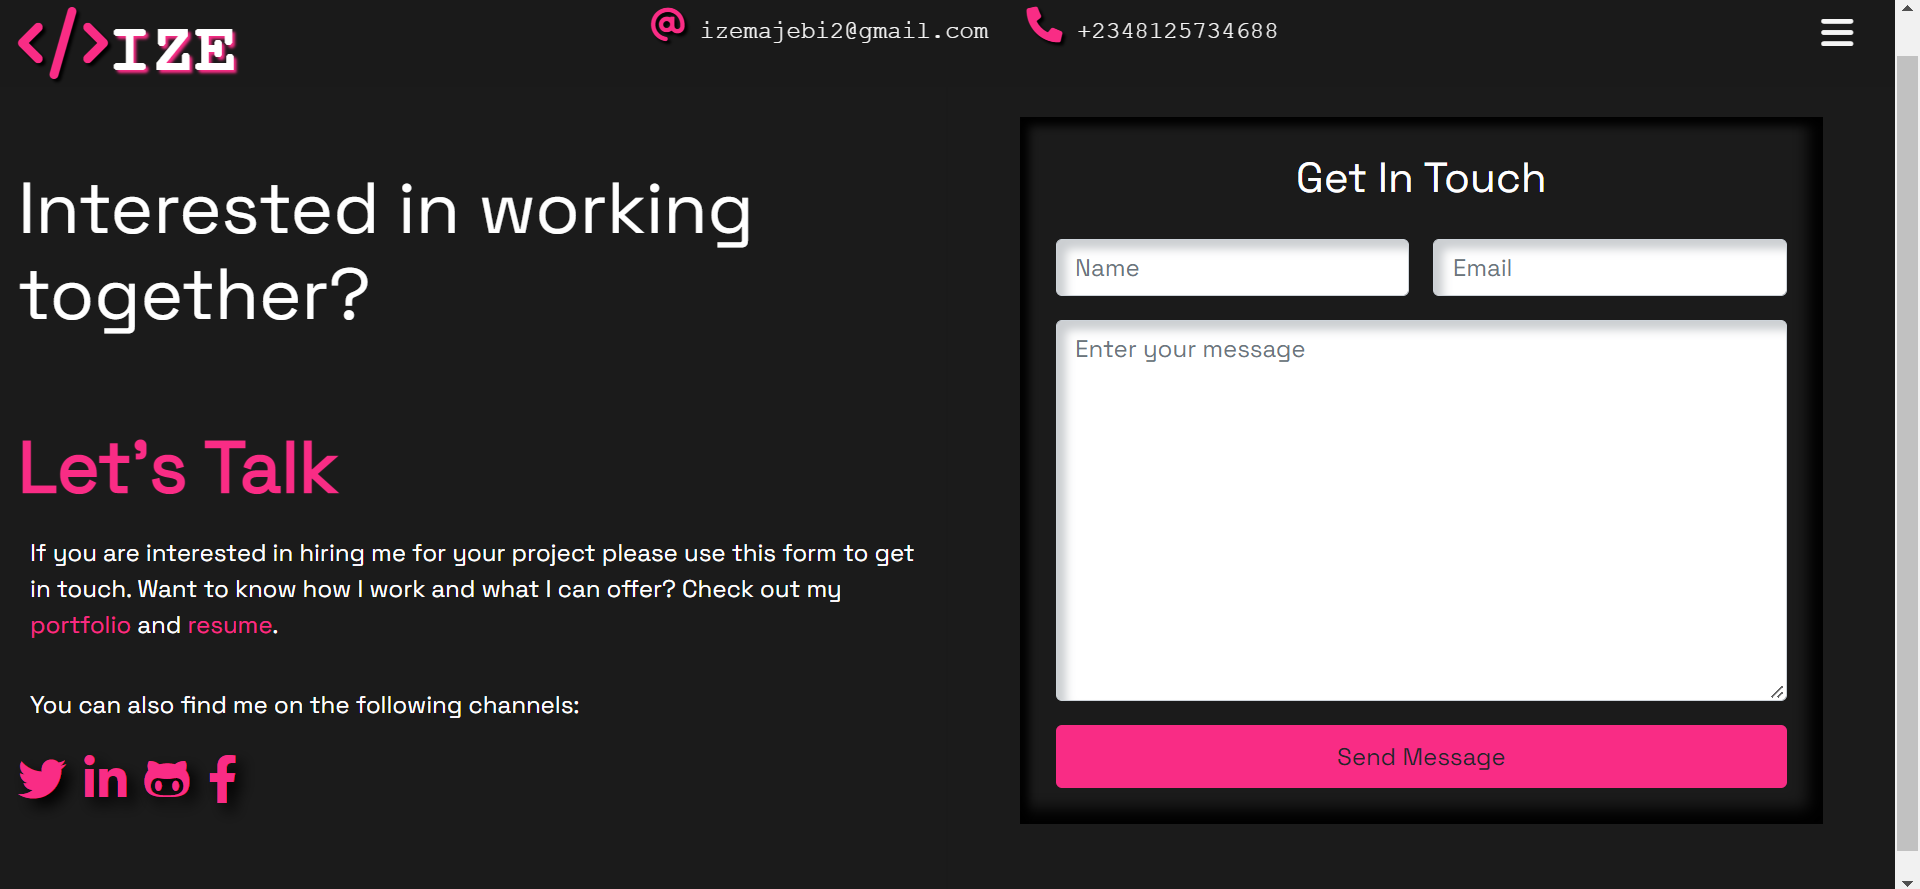 </>IZE
izemajebi2@gmail.com
+2348125734688
Interested in working
together?
Let's Talk
If you are interested in hiring me for your project please use this form to get
in touch. Want to know how I work and what I can offer? Check out my
portfolio and resume.
You can also find me on the following channels:
Get In Touch
Name
Email
Enter your message
Send Message